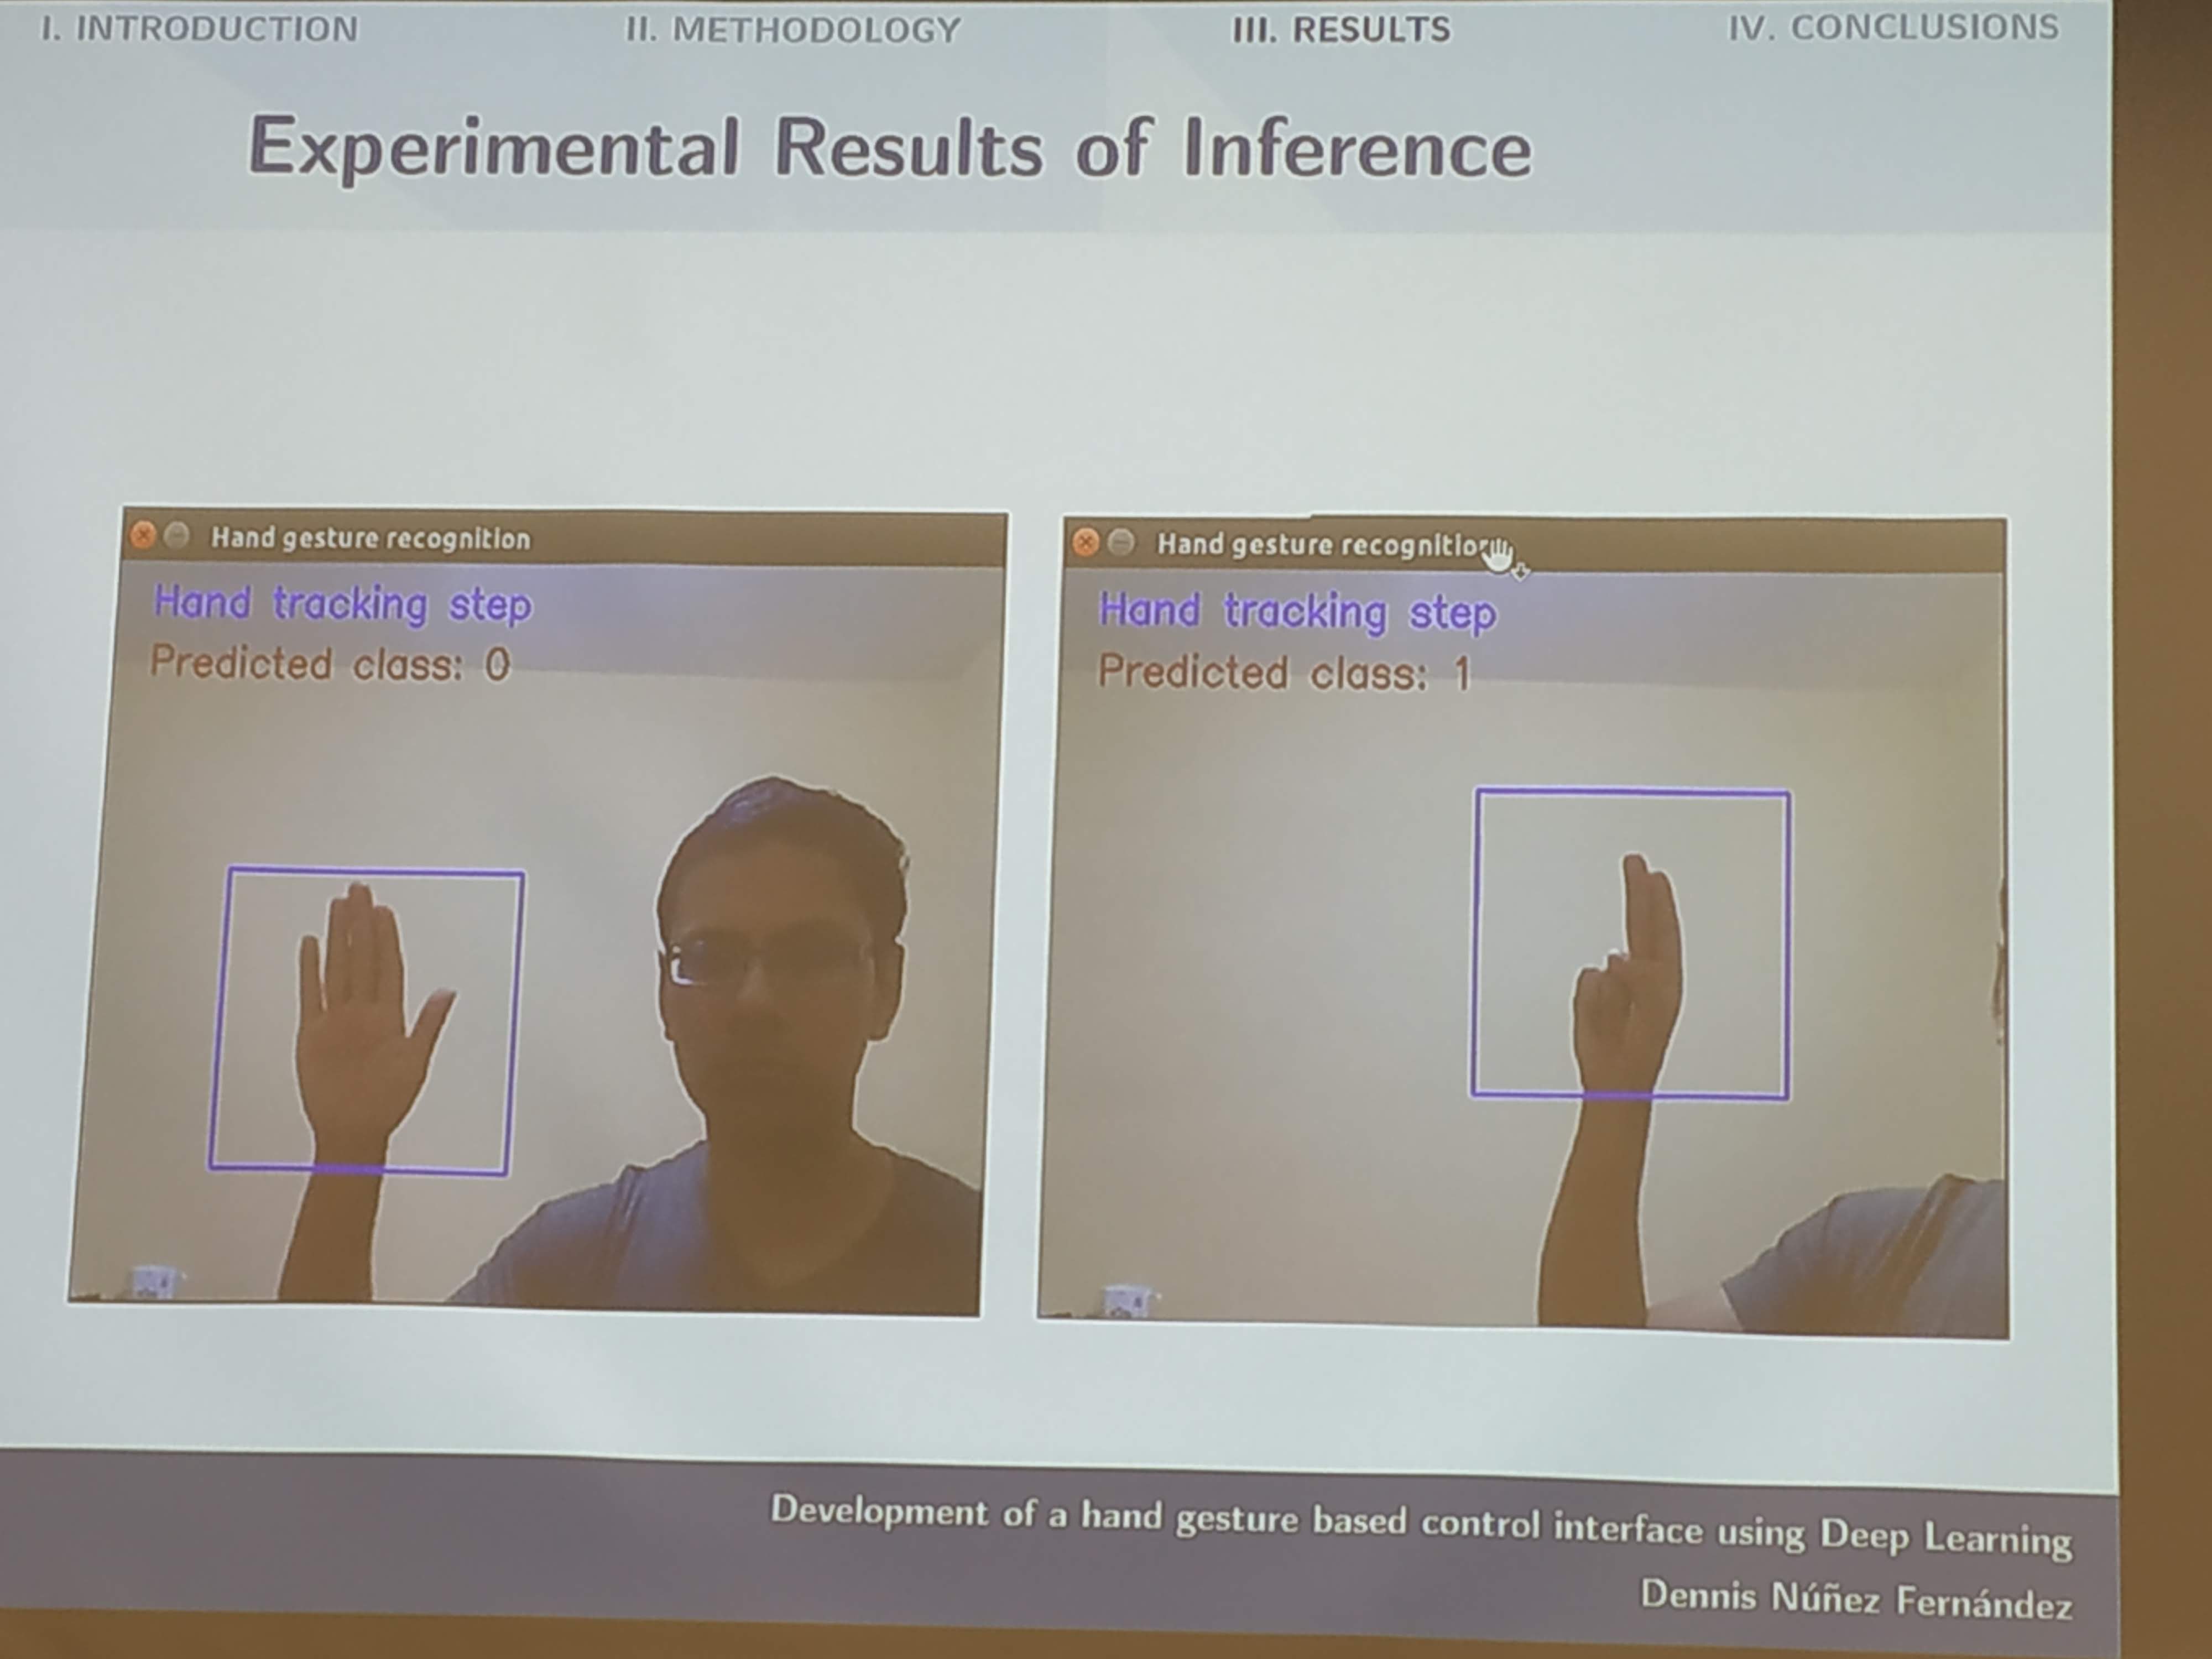 I. INTRODUCTION II. METHODOLOGY III. RESULTS IV. CONCLUSIONS
Experimental Results of Inference
Hand gesture recognition
Hand tracking step
Predicted class: 0
Hand gesture recognition
Hand tracking step
Predicted class: 1
Development of a hand gesture based control interface using Deep Learning
Dennis Núñez Fernández